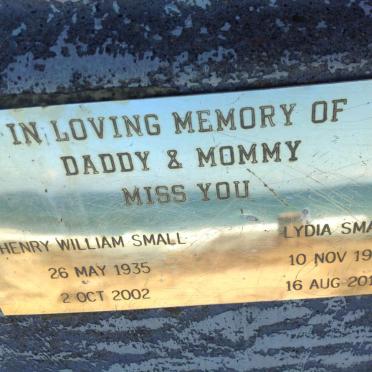 IN LOVING MEMORY OF
DADDY & MOMMY
MISS YOU
HENRY WILLIAM SMALL
26 MAY 1935
2 OCT 2002
LYDIA
10 NOV
16 AUG